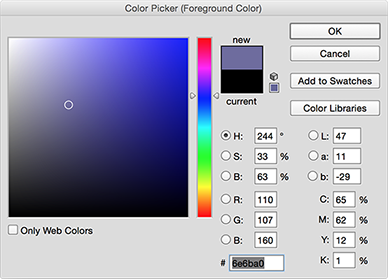 Color Picker (Foreground Color)
new
current
OK
Cancel
Add to Swatches
Color Libraries
H: 244 °
S: 33 %
B: 63 %
R: 110
G: 107
B: 160
L: 47
a: 11
b: -29
C: 65 %
M: 62 %
Y: 12 %
K: 1 %
# 6e6ba0
Only Web Colors